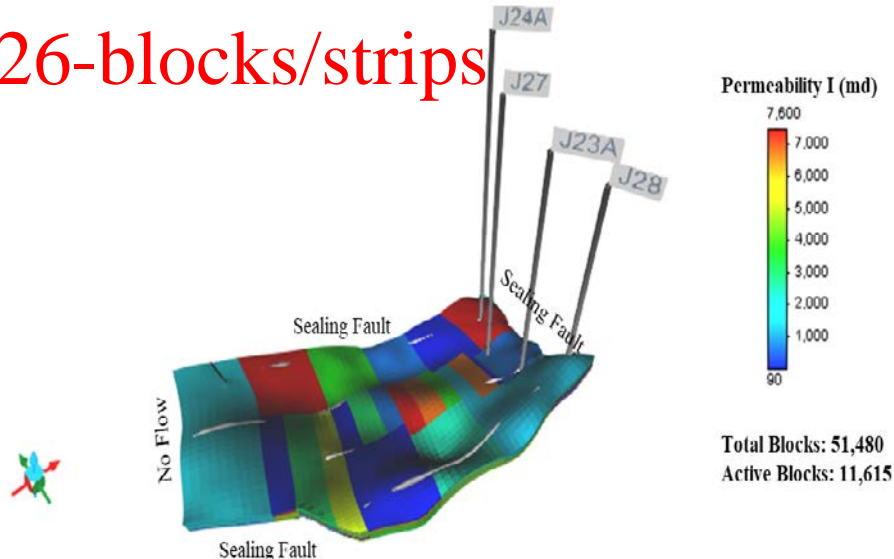 26-blocks/strips
J24A
J27
J23A
J28
Sealing Fault
Sealing Fault
No Flow
Sealing Fault
Permeability I (md)
7,600
7,000
6,000
5,000
4,000
3,000
2,000
1,000
90
Total Blocks: 51,480
Active Blocks: 11,615